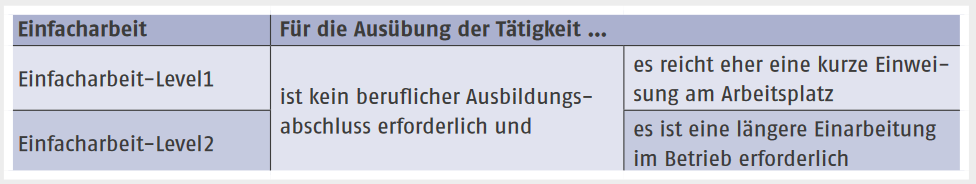 Einfacharbeit
Für die Ausübung der Tätigkeit ...
Einfacharbeit-Level1
ist kein beruflicher Ausbildungs-
abschluss erforderlich und
es reicht eher eine kurze Einwei-
sung am Arbeitsplatz
Einfacharbeit-Level2
es ist eine längere Einarbeitung
im Betrieb erforderlich